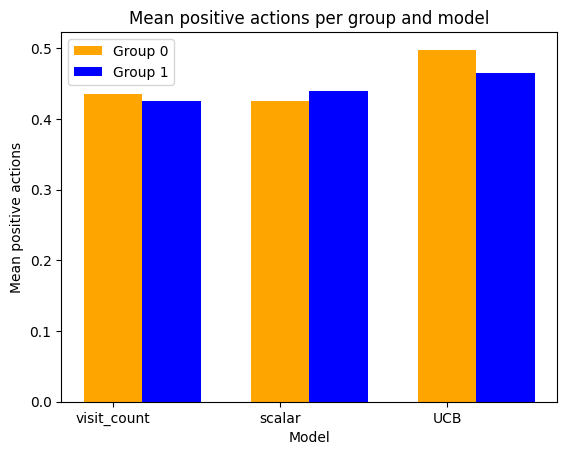 Mean positive actions per group and model
Group 0
Group 1
Mean positive actions
0.5
0.4
0.3
0.2
0.1
0.0
visit_count scalar UCB
Model